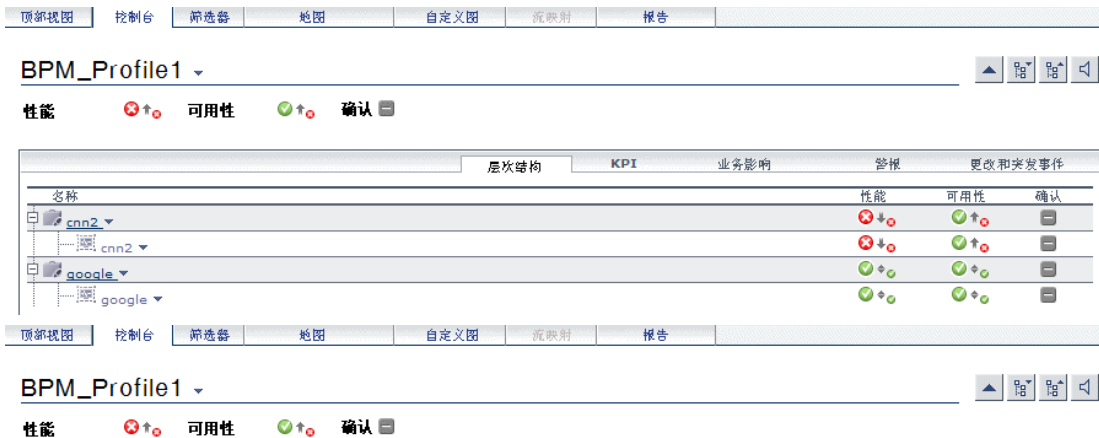 顶部视图 控制台 筛选器 地图 自定义图 流映射 报告
BPM_Profile1
性能 可用性 确认
层次结构 KPI 业务影响 警报 更改和突发事件
名称 性能 可用性 确认
cnn2
cnn2
google
google
顶部视图 控制台 筛选器 地图 自定义图 流映射 报告
BPM_Profile1
性能 可用性 确认